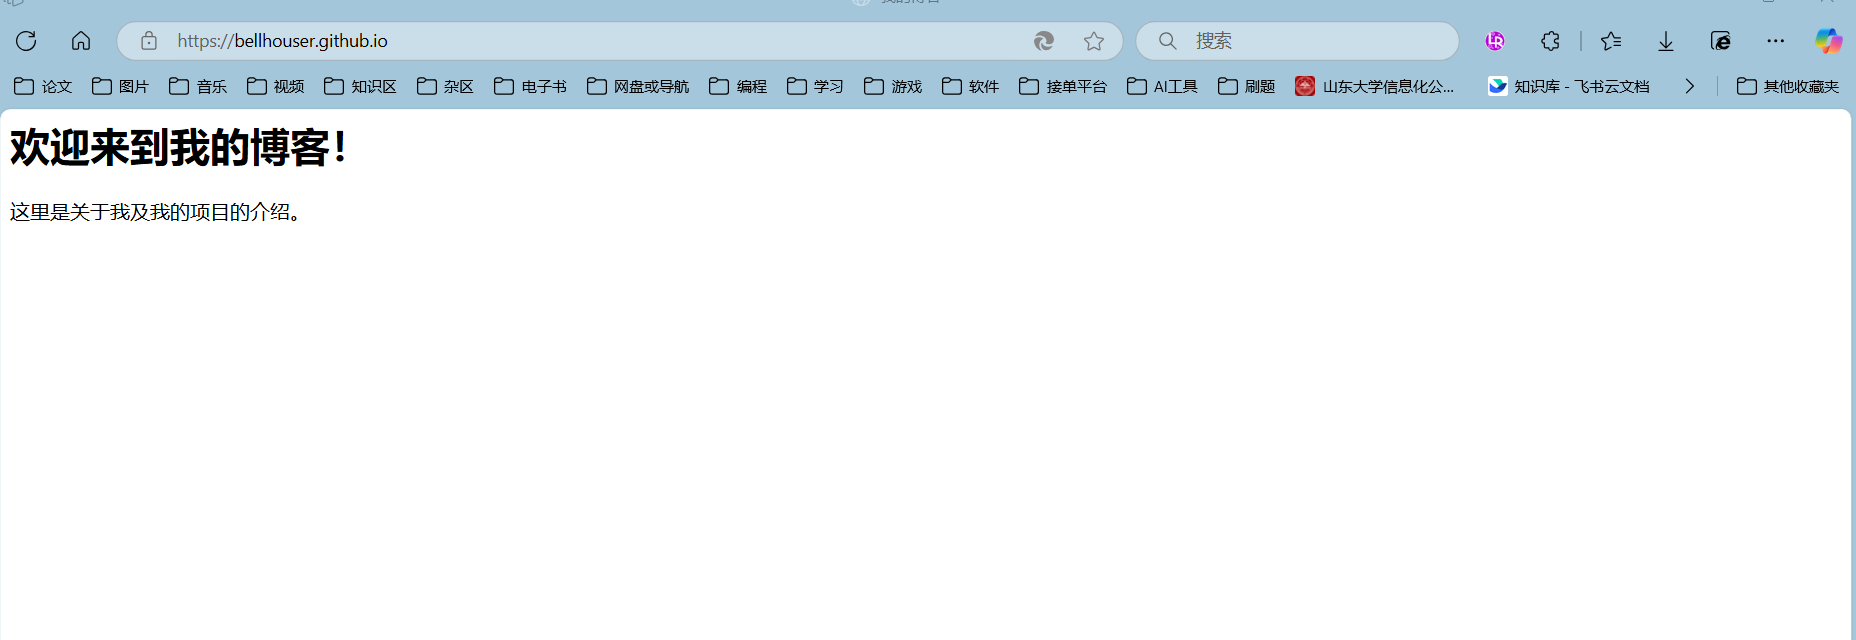 我的博客
https://bellhouser.github.io
搜索
论文 图片 音乐 视频 知识区 杂区 电子书 网盘或导航 编程 学习 游戏 软件 接单平台 AI工具 刷题 山东大学信息化公... 知识库 - 飞书云文档 其他收藏夹
欢迎来到我的博客！
这里是关于我及我的项目的介绍。